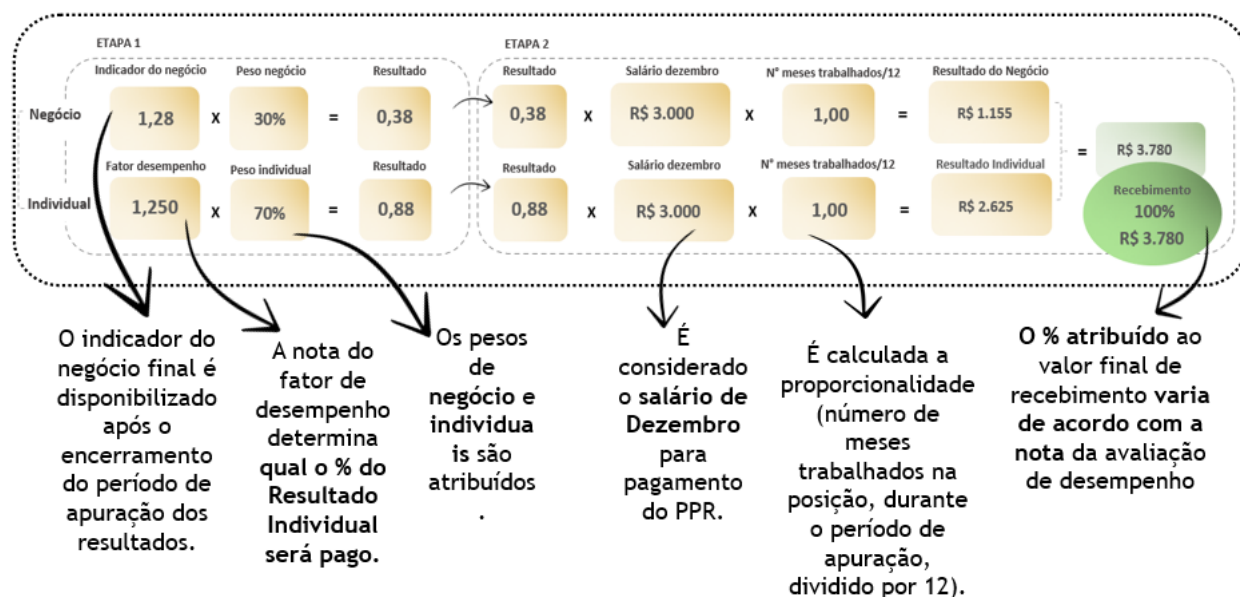 ETAPA 1
ETAPA 2
Indicador do negócio
Peso negócio
Resultado
Resultado
Salário dezembro
N° meses trabalhados/12
Resultado do Negócio
Negócio
1,28
x
30%
=
0,38
0,38
x
R$ 3.000
x
1,00
=
R$ 1.155
Fator desempenho
Peso individual
Resultado
Resultado
Salário dezembro
N° meses trabalhados/12
Resultado Individual
Individual
1,250
x
70%
=
0,88
0,88
x
R$ 3.000
x
1,00
=
R$ 2.625
=
R$ 3.780
Recebimento
100%
R$ 3.780
O indicador do
negócio final é
disponibilizado
após o
encerramento
do período de
apuração dos
resultados.
A nota do
fator de
desempenho
determina
qual o % do
Resultado
Individual
será pago.
Os pesos
de
negócio e
individua
is são
atribuídos
.
É
considerado
o salário de
Dezembro
para
pagamento
do PPR.
É calculada a
proporcionalidade
(número de
meses
trabalhados na
posição, durante
o período de
apuração,
dividido por 12).
O % atribuído ao
valor final de
recebimento varia
de acordo com a
nota da avaliação
de desempenho